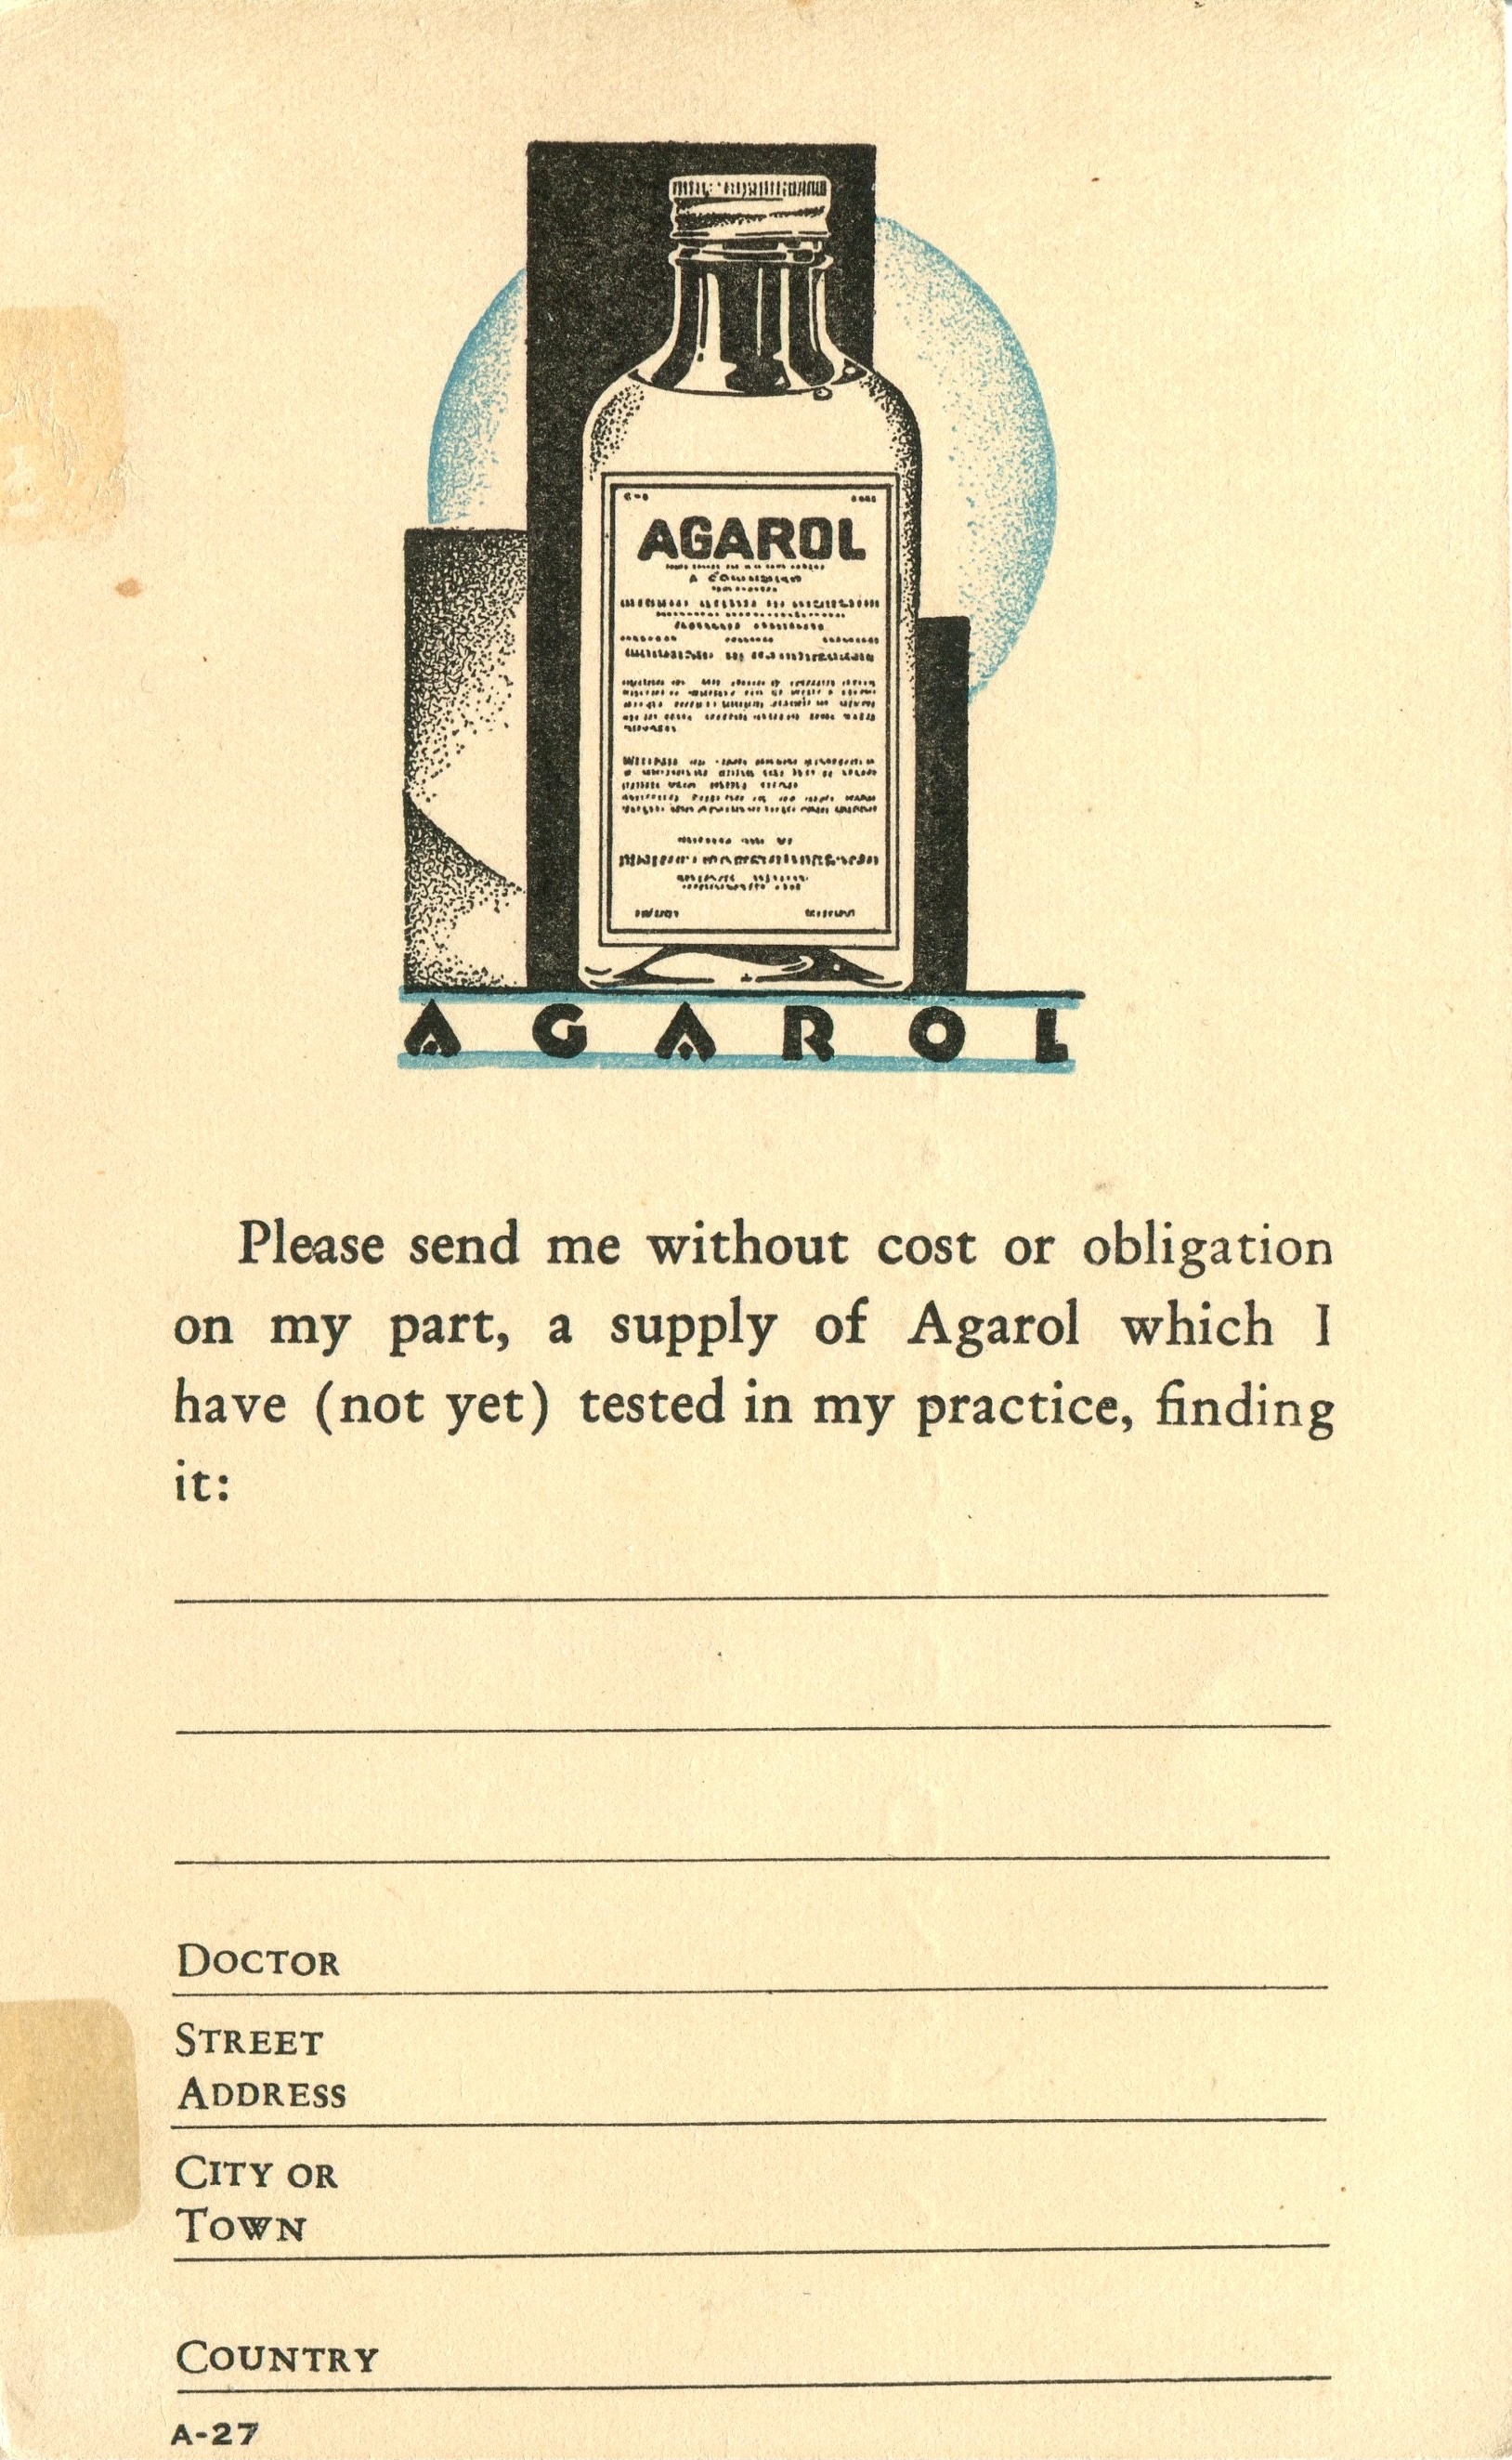 AGAROL
A G A R O L
Please send me without cost or obligation
on my part, a supply of Agarol which I
have (not yet) tested in my practice, finding
it:
DOCTOR
STREET
ADDRESS
CITY OR
TOWN
COUNTRY
A-27